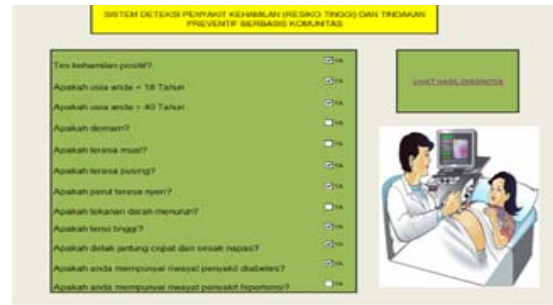 SISTEM DETEKSI PENYAKIT KEHAMILAN (RESIKO TINGGI) DAN TINDAKAN
PREVENTIF BERBASIS KOMUNITAS
Tes kehamilan positif? YA
Apakah usia anda < 18 Tahun YA
Apakah usia anda > 40 Tahun YA
Apakah demam? YA
Apakah terasa mual? YA
Apakah terasa pusing? YA
Apakah perut terasa nyeri? YA
Apakah tekanan darah menurun? YA
Apakah tensi tinggi? YA
Apakah detak jantung cepat dan sesak napas? YA
Apakah anda mempunyai riwayat penyakit diabetes? YA
Apakah anda mempunyai riwayat penyakit hipertensi? YA
LIHAT HASIL DIAGNOSA